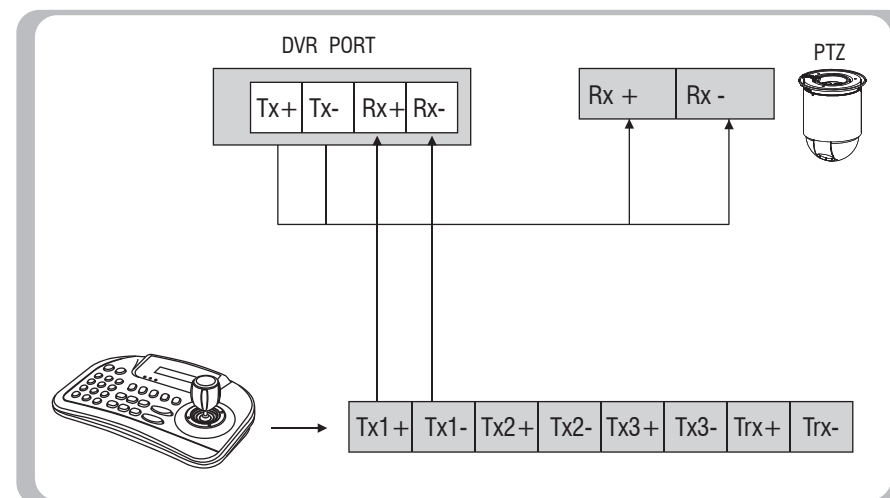 DVR PORT
PTZ
Tx+ Tx- Rx+ Rx-
Rx + Rx -
Tx1+ Tx1- Tx2+ Tx2- Tx3+ Tx3- Trx+ Trx-